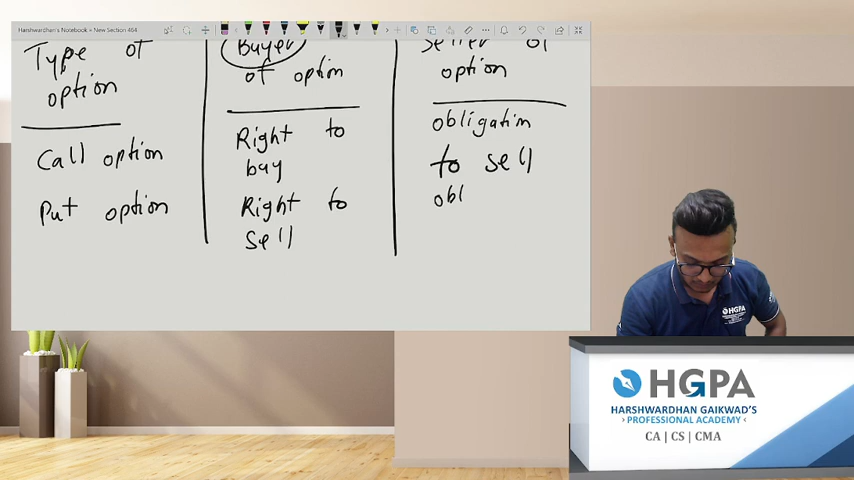 Harshwardhan's Notebook » New Section 464
Type of
option
Buyer
of option
Seller of
option
Call option
Right to
buy
obligation
to sell
Put option
Right to
sell
obl
HGPA
HGPA
HARSHWARDHAN GAIKWAD'S
› PROFESSIONAL ACADEMY ‹
CA | CS | CMA